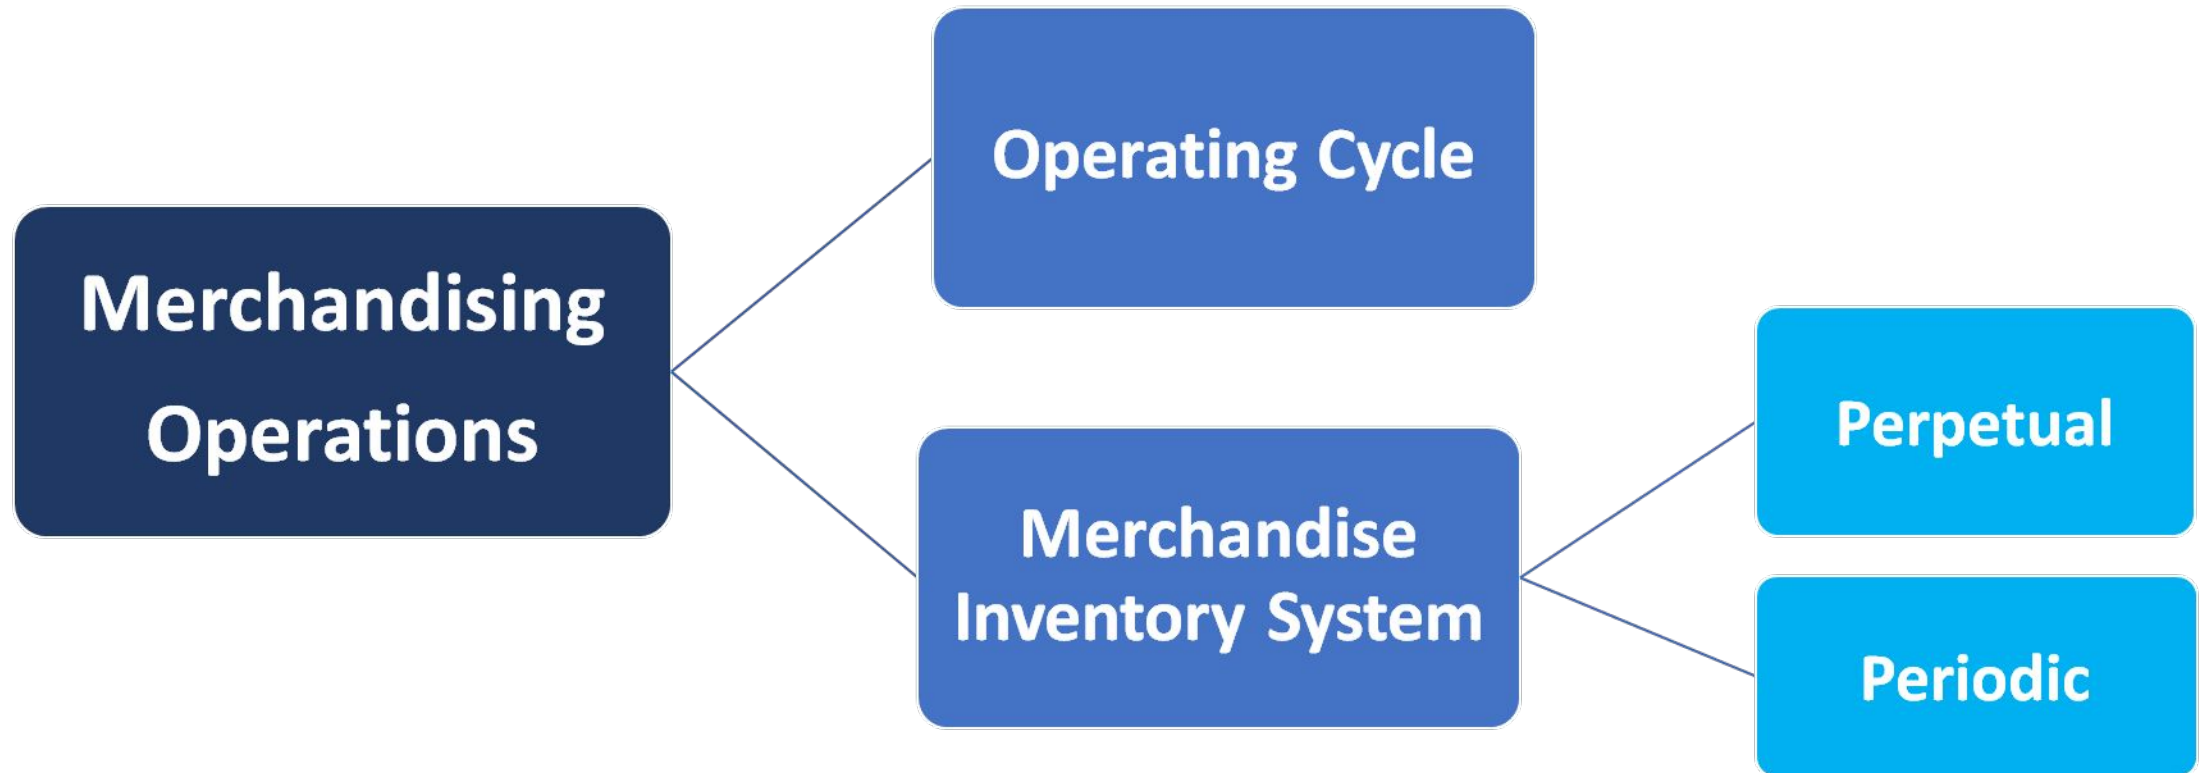 Merchandising
Operations
Operating Cycle
Merchandise
Inventory System
Perpetual
Periodic